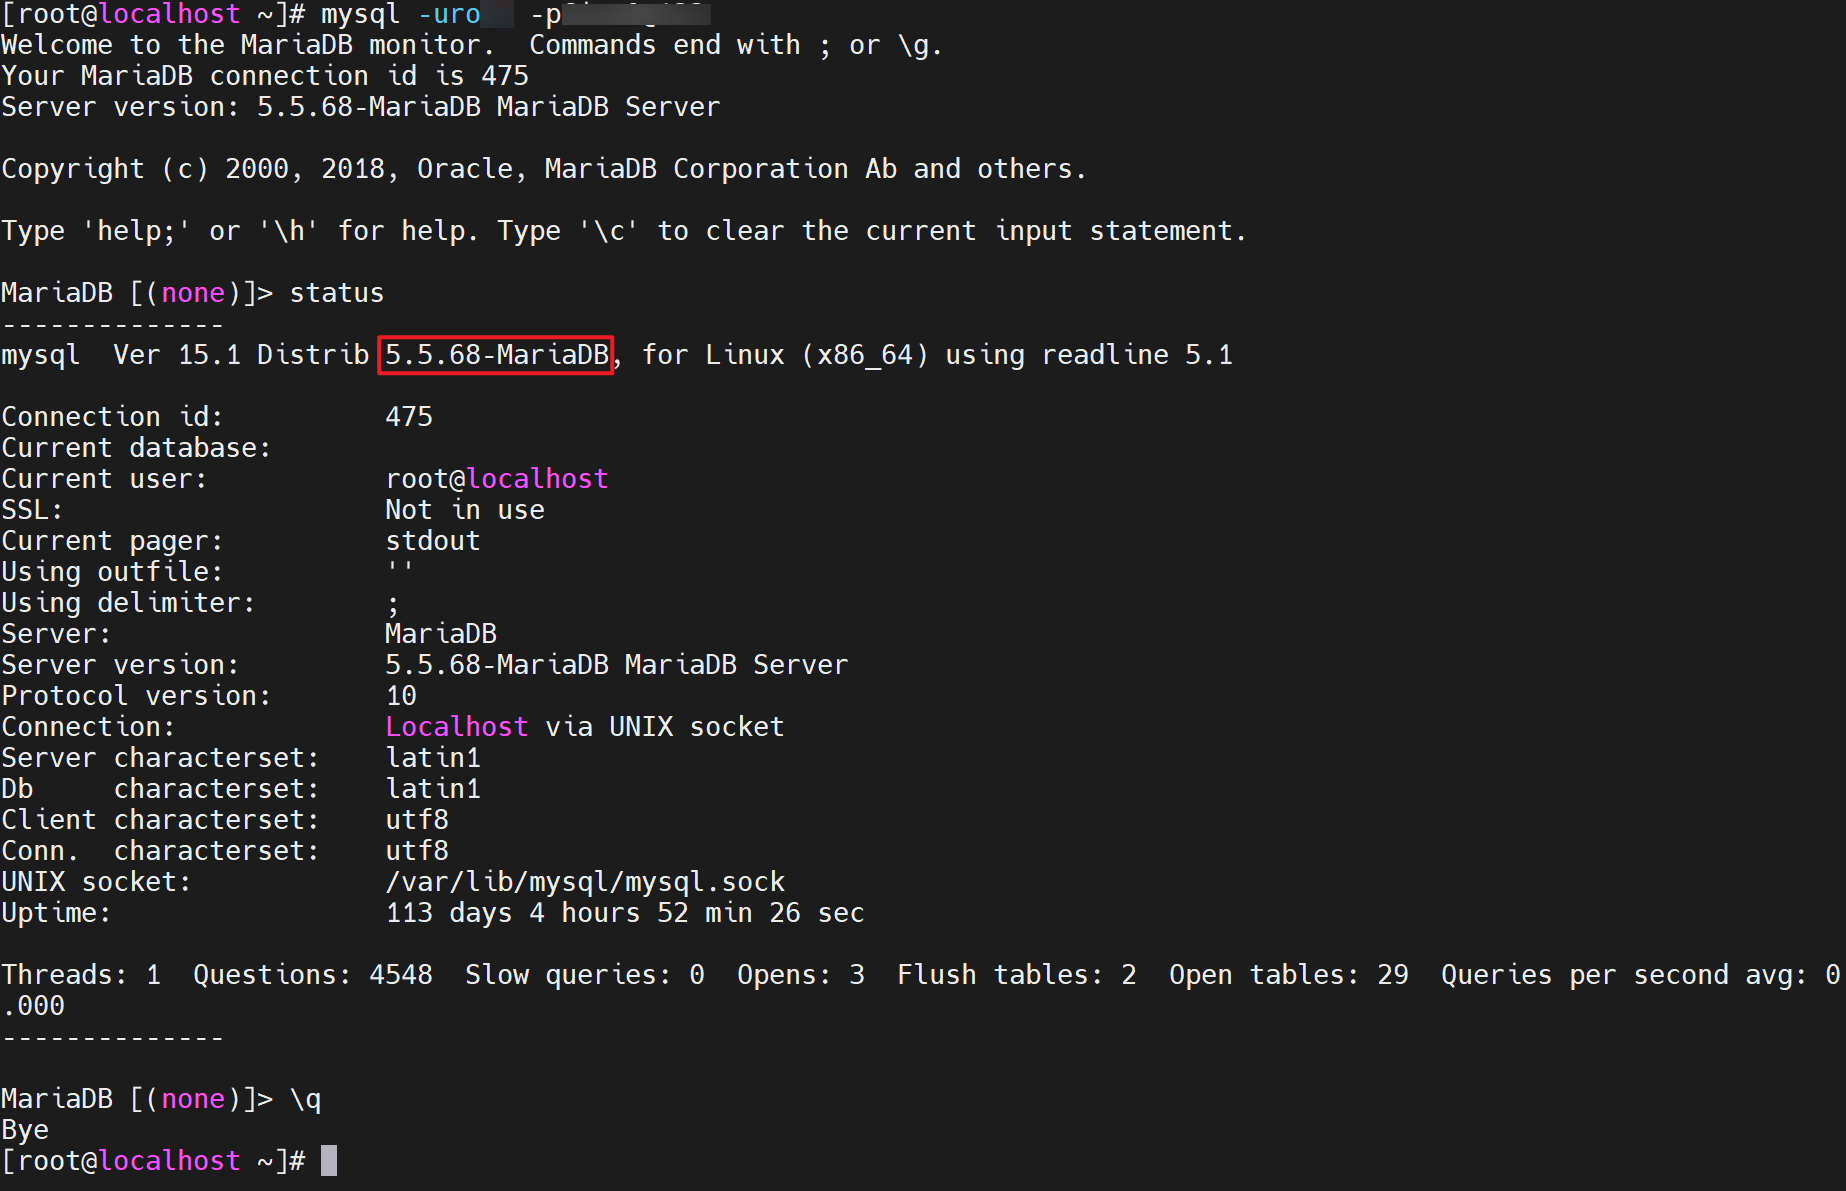 [root@localhost ~]# mysql -uro -p
Welcome to the MariaDB monitor.  Commands end with ; or \g.
Your MariaDB connection id is 475
Server version: 5.5.68-MariaDB MariaDB Server
Copyright (c) 2000, 2018, Oracle, MariaDB Corporation Ab and others.
Type 'help;' or '\h' for help. Type '\c' to clear the current input statement.
MariaDB [(none)]> status
--------------
mysql  Ver 15.1 Distrib 5.5.68-MariaDB, for Linux (x86_64) using readline 5.1
Connection id:          475
Current database:
Current user:           root@localhost
SSL:                    Not in use
Current pager:          stdout
Using outfile:          ''
Using delimiter:        ;
Server:                 MariaDB
Server version:         5.5.68-MariaDB MariaDB Server
Protocol version:       10
Connection:             Localhost via UNIX socket
Server characterset:    latin1
Db     characterset:    latin1
Client characterset:    utf8
Conn.  characterset:    utf8
UNIX socket:            /var/lib/mysql/mysql.sock
Uptime:                 113 days 4 hours 52 min 26 sec
Threads: 1  Questions: 4548  Slow queries: 0  Opens: 3  Flush tables: 2  Open tables: 29  Queries per second avg: 0
.000
--------------
MariaDB [(none)]> \q
Bye
[root@localhost ~]#